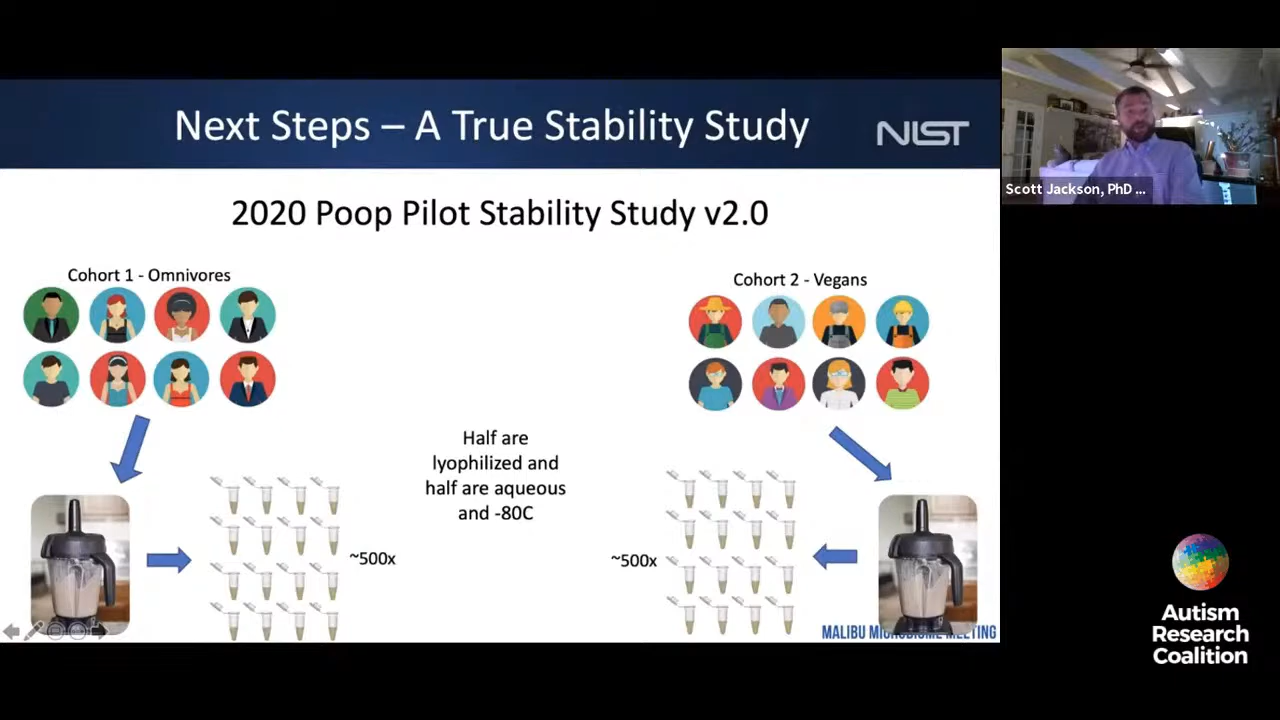 Next Steps – A True Stability Study
NIST
2020 Poop Pilot Stability Study v2.0
Cohort 1 - Omnivores
Cohort 2 - Vegans
Half are
lyophilized and
half are aqueous
and -80C
~500x
~500x
MALIBU MICROBIOME MEETING
Scott Jackson, PhD ...
Autism
Research
Coalition